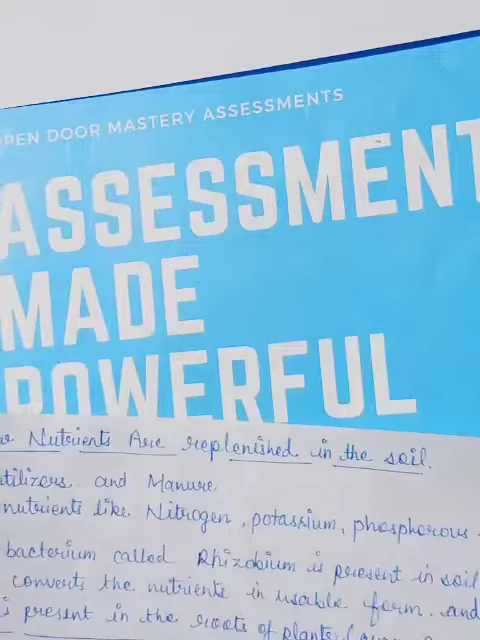 PEN DOOR MASTERY ASSESSMENTS
ASSESSMENT
MADE
POWERFUL
Nutrients Are replenished in the soil.
and Manure
nutrients like Nitrogen, potassium, phosphorous
bacterium called Rhizobium is present in soil
converts the nutrients in usable form. and
is present in the roots of plants